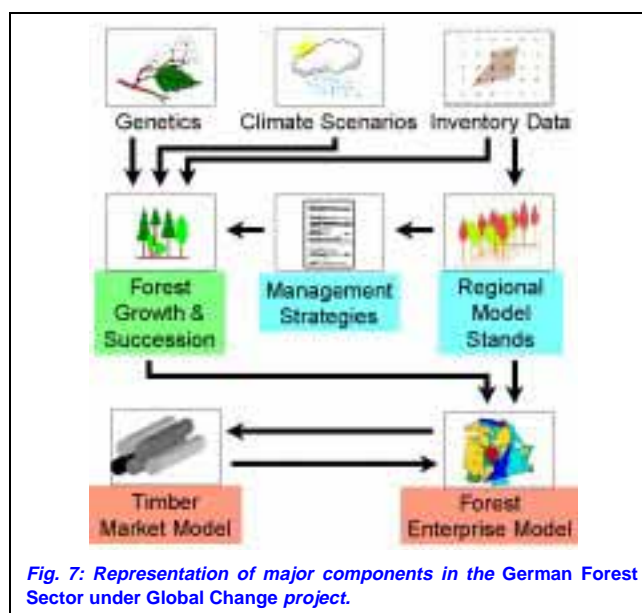 Genetics
Climate Scenarios
Inventory Data
Forest
Growth &
Succession
Management
Strategies
Regional
Model
Stands
Timber
Market Model
Forest
Enterprise Model
Fig. 7: Representation of major components in the German Forest
Sector under Global Change project.